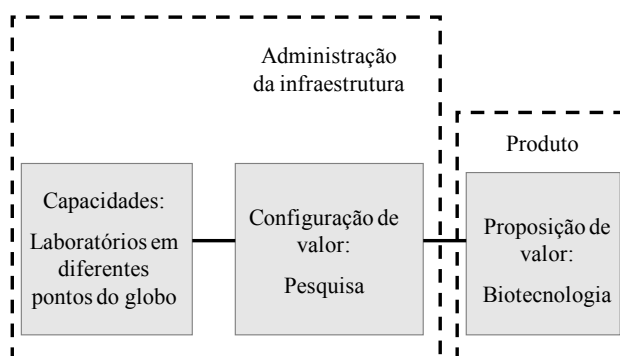 Administração
da infraestrutura
Produto
Capacidades:
Laboratórios em
diferentes
pontos do globo
Configuração de
valor:
Pesquisa
Proposição de
valor:
Biotecnologia